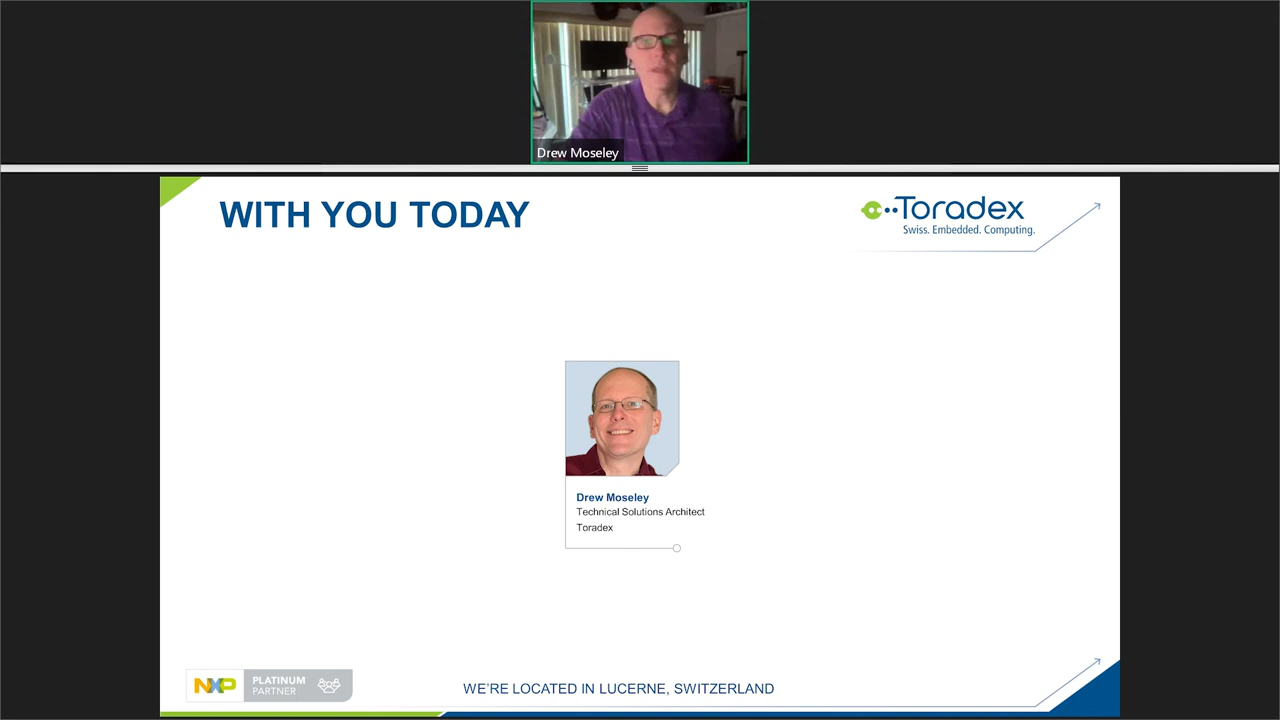 Drew Moseley
WITH YOU TODAY
Toradex
Swiss. Embedded. Computing.
Drew Moseley
Technical Solutions Architect
Toradex
NXP
PLATINUM
PARTNER
WE'RE LOCATED IN LUCERNE, SWITZERLAND